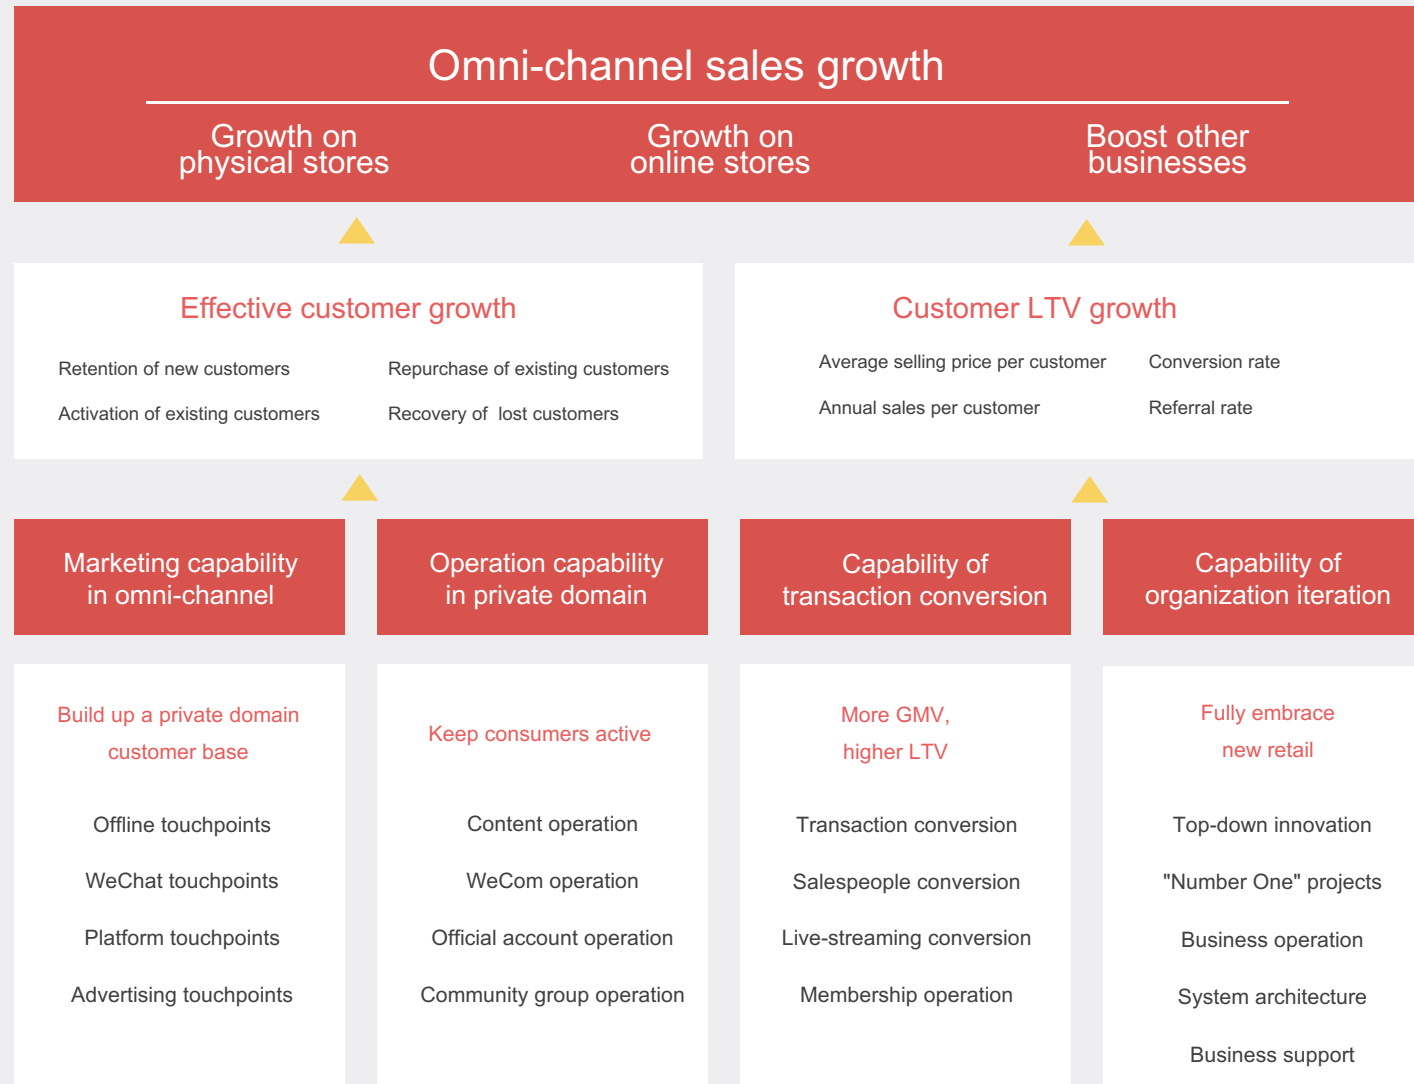 Omni-channel sales growth
Growth on
physical stores
Growth on
online stores
Boost other
businesses
Effective customer growth
Retention of new customers
Repurchase of existing customers
Activation of existing customers
Recovery of  lost customers
Customer LTV growth
Average selling price per customer
Conversion rate
Annual sales per customer
Referral rate
Marketing capability
in omni-channel
Build up a private domain
customer base
Offline touchpoints
WeChat touchpoints
Platform touchpoints
Advertising touchpoints
Operation capability
in private domain
Keep consumers active
Content operation
WeCom operation
Official account operation
Community group operation
Capability of
transaction conversion
More GMV,
higher LTV
Transaction conversion
Salespeople conversion
Live-streaming conversion
Membership operation
Capability of
organization iteration
Fully embrace
new retail
Top-down innovation
"Number One" projects
Business operation
System architecture
Business support